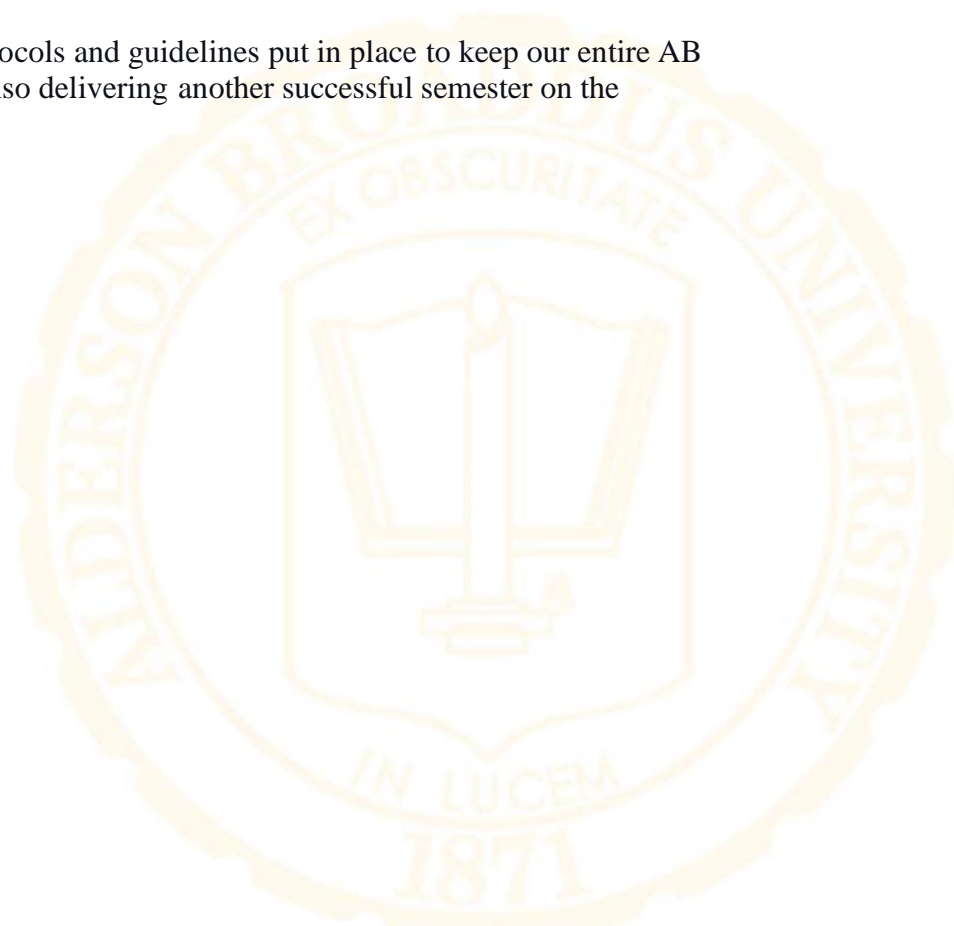 ocols and guidelines put in place to keep our entire AB
so delivering another successful semester on the
ALDERSON BROADDUS UNIVERSITY
EX OBSCURITATE
IN LUCEM
1871